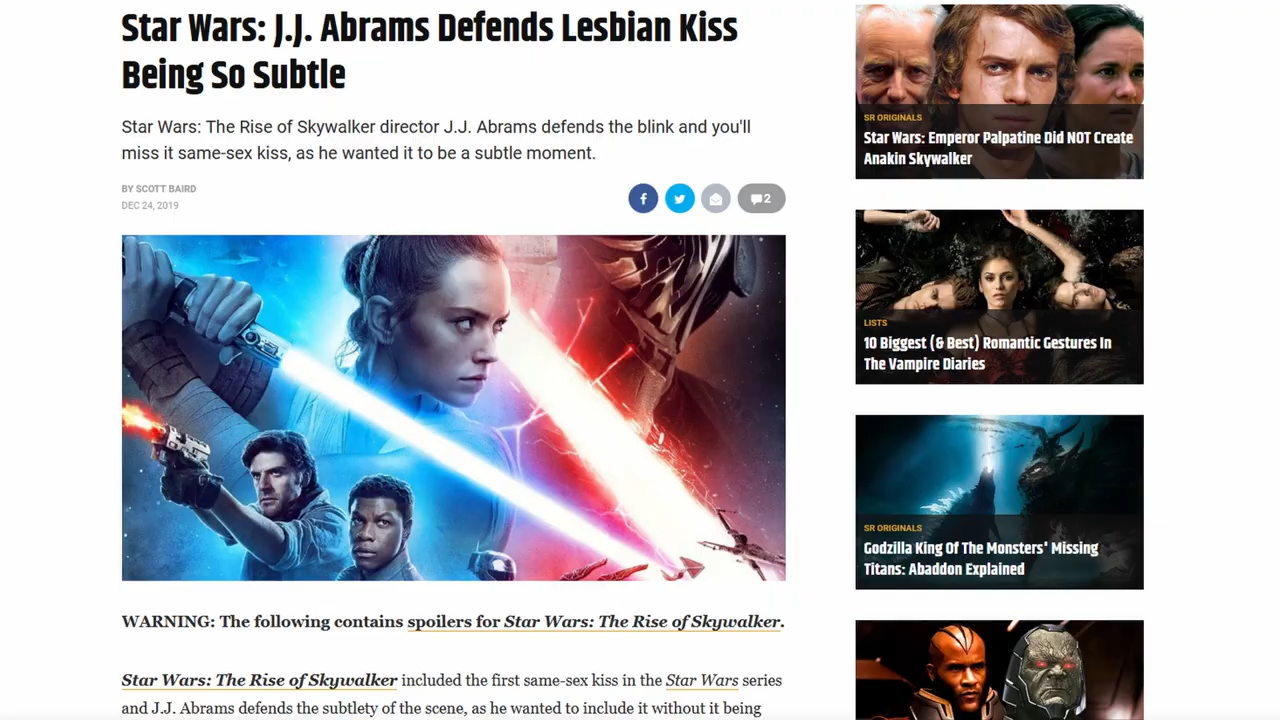 Star Wars: J.J. Abrams Defends Lesbian Kiss
Being So Subtle
Star Wars: The Rise of Skywalker director J.J. Abrams defends the blink and you'll
miss it same-sex kiss, as he wanted it to be a subtle moment.
BY SCOTT BAIRD
DEC 24, 2019
2
WARNING: The following contains spoilers for Star Wars: The Rise of Skywalker.
Star Wars: The Rise of Skywalker included the first same-sex kiss in the Star Wars series
and J.J. Abrams defends the subtlety of the scene, as he wanted to include it without it being
SR ORIGINALS
Star Wars: Emperor Palpatine Did NOT Create
Anakin Skywalker
LISTS
10 Biggest (& Best) Romantic Gestures In
The Vampire Diaries
SR ORIGINALS
Godzilla King Of The Monsters' Missing
Titans: Abaddon Explained